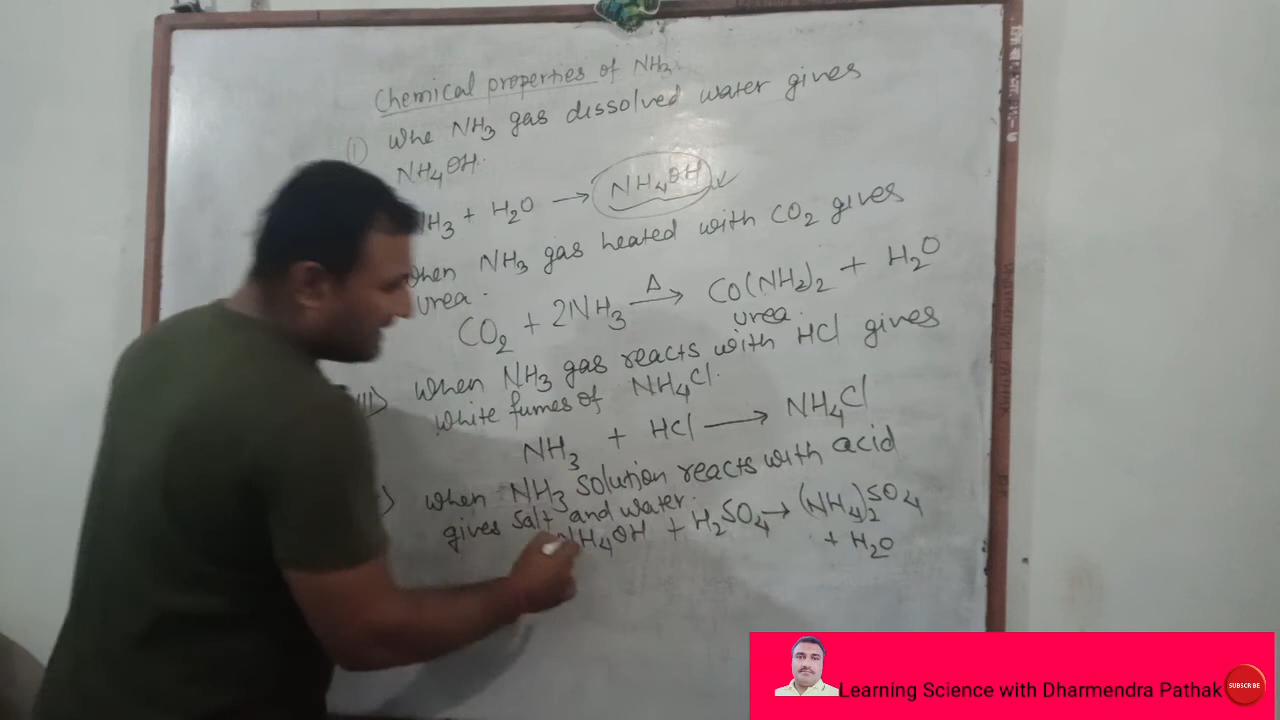 Chemical properties of NH3.
(I) Whe NH3 gas dissolved water gives
NH4OH.
NH3 + H2O → NH4OH
When NH3 gas heated with CO2 gives
urea.
CO2 + 2NH3 Δ→ CO(NH2)2 + H2O
urea.
III) When NH3 gas reacts with HCl gives
white fumes of NH4Cl.
NH3 + HCl → NH4Cl
) when NH3 solution reacts with acid
gives salt and water.
NH4OH + H2SO4 → (NH4)2SO4
+ H2O
Learning Science with Dharmendra Pathak
SUBSCRIBE